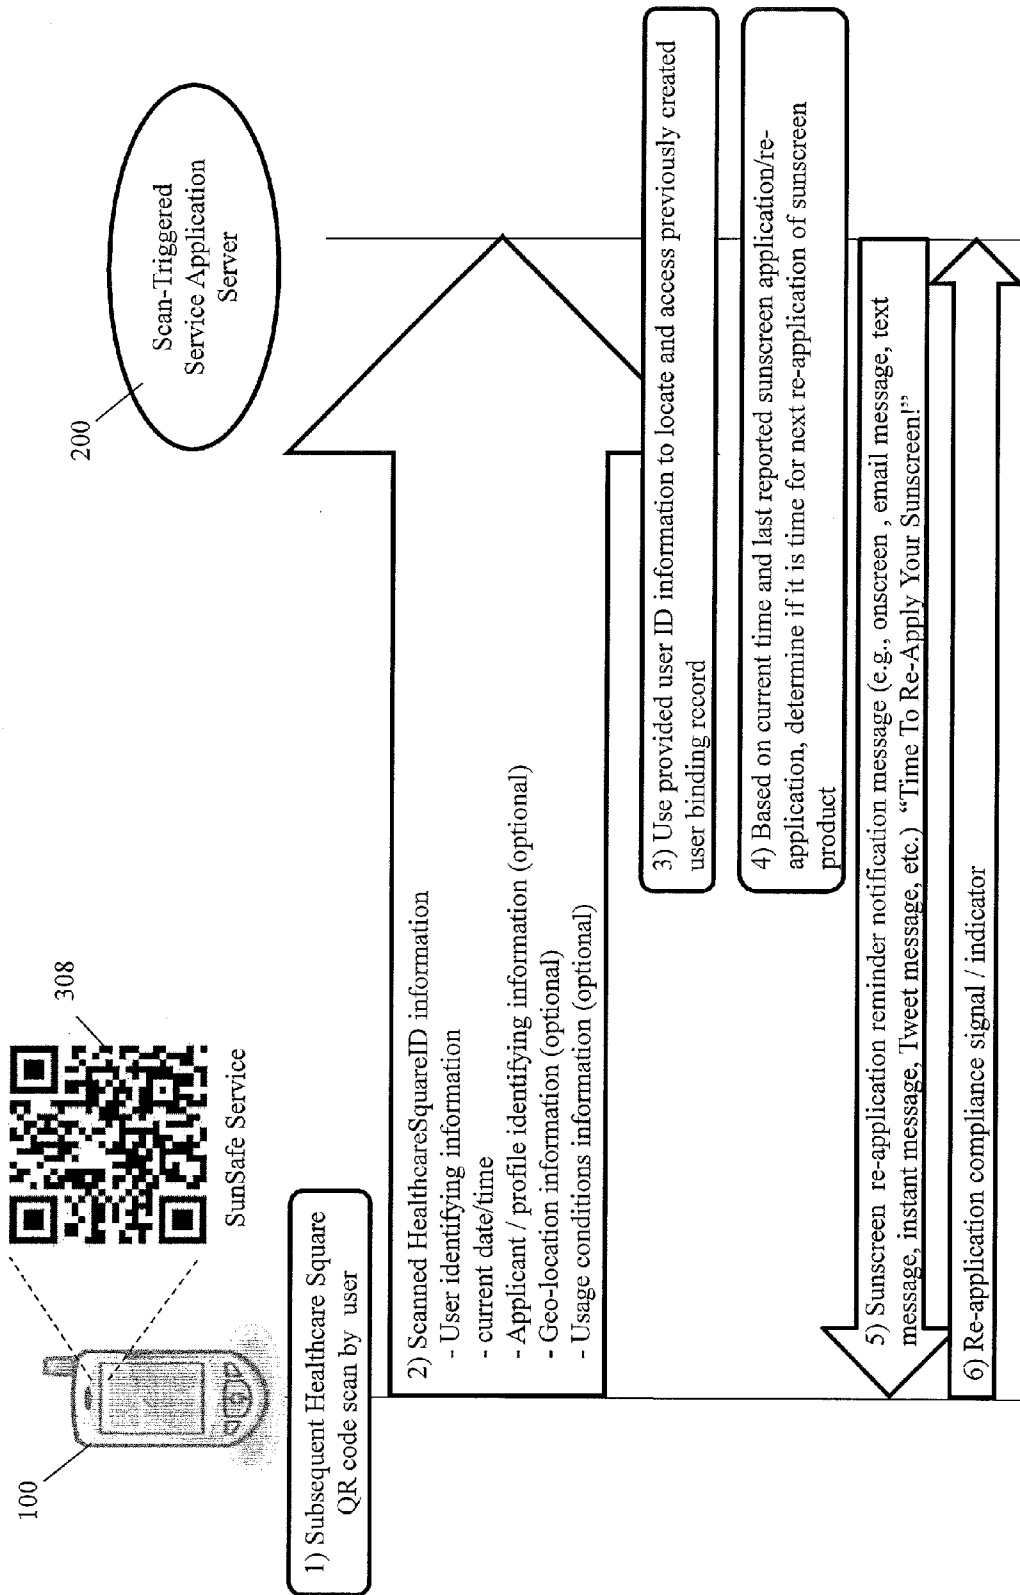 100
308
SunSafe Service
200
Scan-Triggered
Service Application
Server
1) Subsequent Healthcare Square
QR code scan by user
2) Scanned HealthcareSquareID information
- User identifying information
- current date/time
- Applicant / profile identifying information (optional)
- Geo-location information (optional)
- Usage conditions information (optional)
3) Use provided user ID information to locate and access previously created
user binding record
4) Based on current time and last reported sunscreen application/re-
application, determine if it is time for next re-application of sunscreen
product
5) Sunscreen re-application reminder notification message (e.g., onscreen , email message, text
message, instant message, Tweet message, etc.) “Time To Re-Apply Your Sunscreen!”
6) Re-application compliance signal / indicator